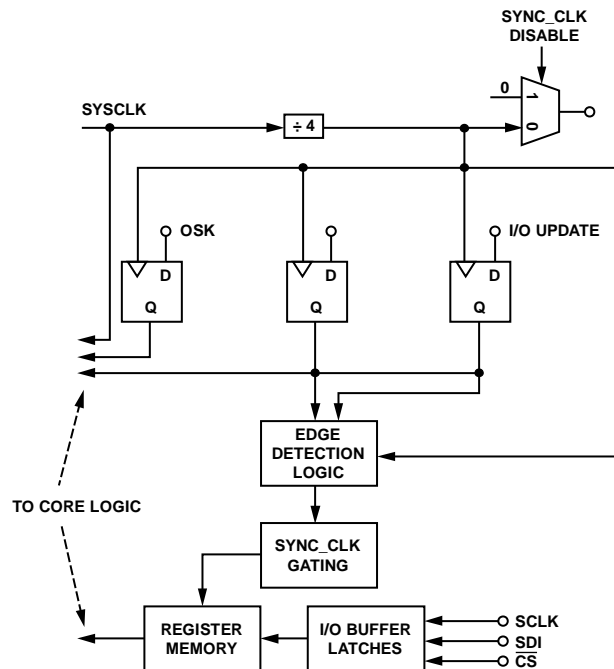 SYNC_CLK
DISABLE
0
1
0
SYSCLK
÷ 4
OSK
I/O UPDATE
D
Q
D
Q
D
Q
EDGE
DETECTION
LOGIC
TO CORE LOGIC
SYNC_CLK
GATING
REGISTER
MEMORY
I/O BUFFER
LATCHES
SCLK
SDI
C̅S̅